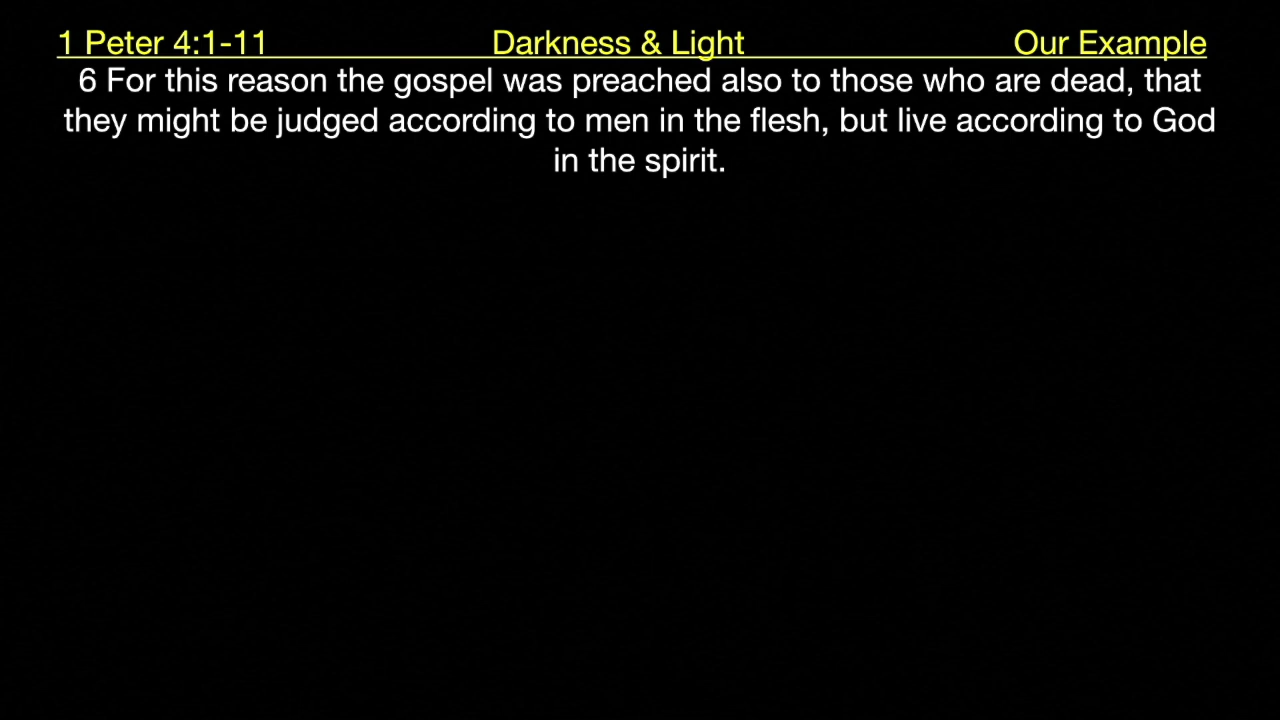 1 Peter 4:1-11 Darkness & Light Our Example
6 For this reason the gospel was preached also to those who are dead, that
they might be judged according to men in the flesh, but live according to God
in the spirit.